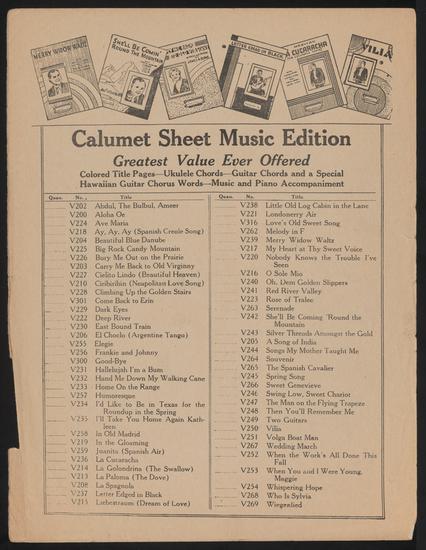 MERRY WIDOW WALTZ
SHE'LL BE COMIN'
ROUND THE MOUNTAIN
LETTER EDGED IN BLACK
LA CUCARACHA
VILIA
Calumet Sheet Music Edition
Greatest Value Ever Offered
Colored Title Pages—Ukulele Chords—Guitar Chords and a Special
Hawaiian Guitar Chorus Words—Music and Piano Accompaniment
Quan. No. Title
V202 Abdul, The Bulbul, Ameer
V200 Aloha Oe
V224 Ave Maria
V218 Ay, Ay, Ay (Spanish Creole Song)
V204 Beautiful Blue Danube
V225 Big Rock Candy Mountain
V226 Bury Me Out on the Prairie
V203 Carry Me Back to Old Virginny
V227 Cielito Lindo (Beautiful Heaven)
V210 Ciribiribin (Neapolitan Love Song)
V228 Climbing Up the Golden Stairs
V301 Come Back to Erin
V229 Dark Eyes
V222 Deep River
V230 East Bound Train
V206 El Choclo (Argentine Tango)
V255 Elegie
V256 Frankie and Johnny
V300 Good-Bye
V231 Hallelujah I'm a Bum
V232 Hand Me Down My Walking Cane
V233 Home On the Range
V257 Humoresque
V234 I'd Like to Be in Texas for the
Roundup in the Spring
V235 I'll Take You Home Again Kath-
leen
V258 In Old Madrid
V219 In the Gloaming
V259 Juanita (Spanish Air)
V236 La Cucaracha
V214 La Golondrina (The Swallow)
V213 La Paloma (The Dove)
V208 La Spagnola
V237 Letter Edged in Black
V215 Liebestraum (Dream of Love)
Quan. No. Title
V238 Little Old Log Cabin in the Lane
V221 Londonerry Air
V316 Love's Old Sweet Song
V262 Melody in F
V239 Merry Widow Waltz
V217 My Heart at Thy Sweet Voice
V220 Nobody Knows the Trouble I've
Seen
V216 O Sole Mio
V240 Oh, Dem Golden Slippers
V241 Red River Valley
V223 Rose of Tralee
V263 Serenade
V242 She'll Be Coming 'Round the
Mountain
V243 Silver Threads Amongst the Gold
V205 A Song of India
V244 Songs My Mother Taught Me
V264 Souvenir
V265 The Spanish Cavalier
V245 Spring Song
V266 Sweet Genevieve
V246 Swing Low, Sweet Chariot
V247 The Man on the Flying Trapeze
V248 Then You'll Remember Me
V249 Two Guitars
V250 Vilia
V251 Volga Boat Man
V267 Wedding March
V252 When the Work's All Done This
Fall
V253 When You and I Were Young,
Maggie
V254 Whispering Hope
V268 Who Is Sylvia
V269 Wiegenlied